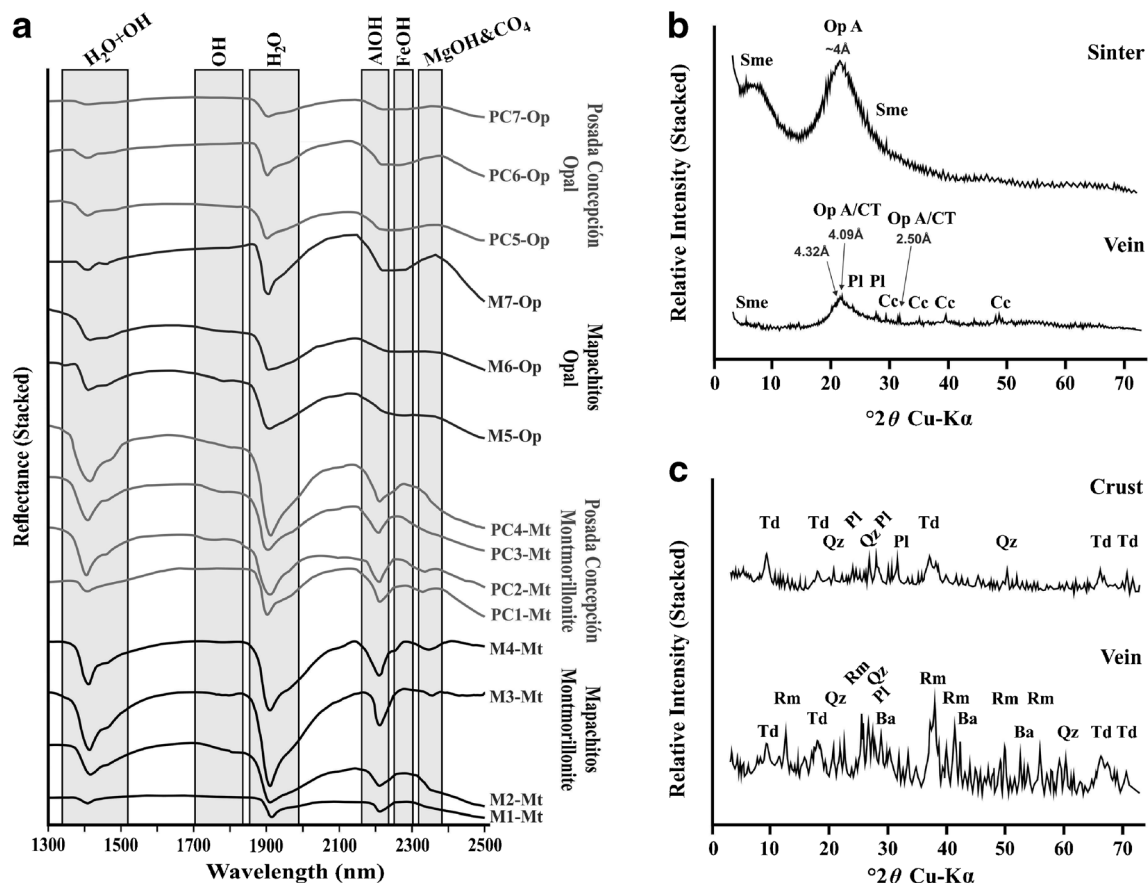 a
H₂O+OH
OH
H₂O
AlOH
FeOH
MgOH&CO₄
PC7-Op
PC6-Op
PC5-Op
M7-Op
M6-Op
M5-Op
PC4-Mt
PC3-Mt
PC2-Mt
PC1-Mt
M4-Mt
M3-Mt
M2-Mt
M1-Mt
Posada Concepción
Opal
Mapachitos
Opal
Posada Concepción
Montmorillonite
Mapachitos
Montmorillonite
Reflectance (Stacked)
1300 1500 1700 1900 2100 2300 2500
Wavelength (nm)
b
Op A
~4Å
Sinter
Sme
Sme
Op A/CT Op A/CT
4.09Å 2.50Å
4.32Å
Vein
Pl Pl
Sme
Cc Cc Cc Cc
Relative Intensity (Stacked)
0 10 20 30 40 50 60 70
°2θ Cu-Kα
c
Crust
Td Td Pl Pl Td
Qz Qz Pl Qz Td Td
Vein
Rm Qz Rm
Rm Qz Pl Rm Rm Rm
Td Td Ba Ba Ba Qz Td Td
Relative Intensity (Stacked)
0 10 20 30 40 50 60 70
°2θ Cu-Kα